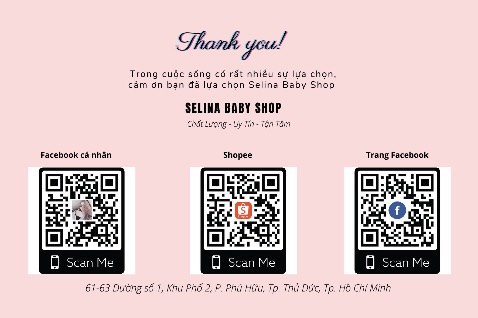 Thank you!
Trong cuộc sống có rất nhiều sự lựa chọn,
cảm ơn bạn đã lựa chọn Selina Baby Shop
SELINA BABY SHOP
Chất Lượng - Uy Tín - Tận Tâm
Facebook cá nhân
Shopee
Trang Facebook
Scan Me
Scan Me
Scan Me
61-63 Đường số 1, Khu Phố 2, P. Phú Hữu, Tp. Thủ Đức, Tp. Hồ Chí Minh